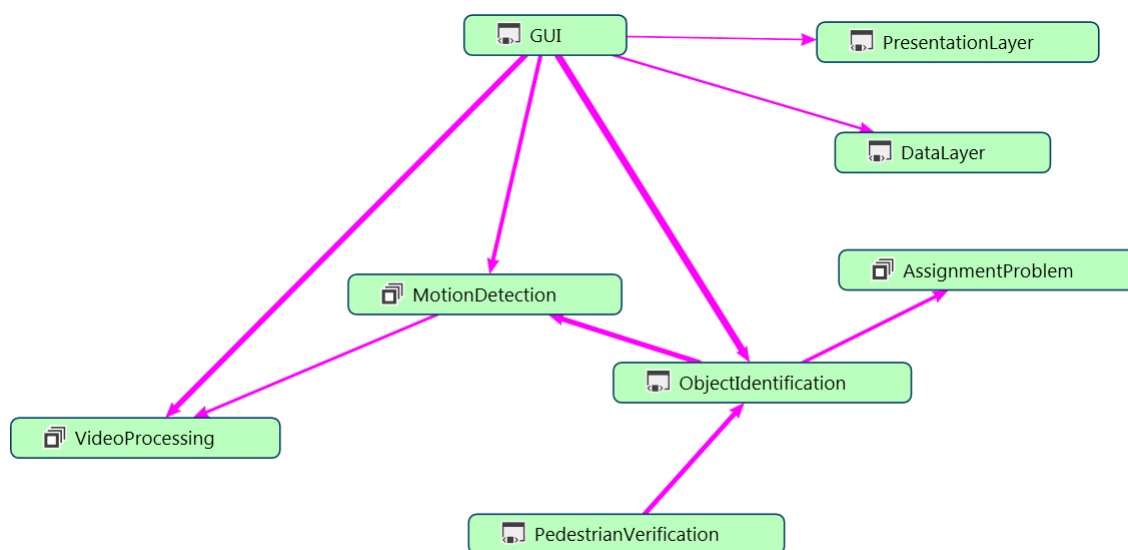 GUI
PresentationLayer
DataLayer
AssignmentProblem
MotionDetection
ObjectIdentification
VideoProcessing
PedestrianVerification